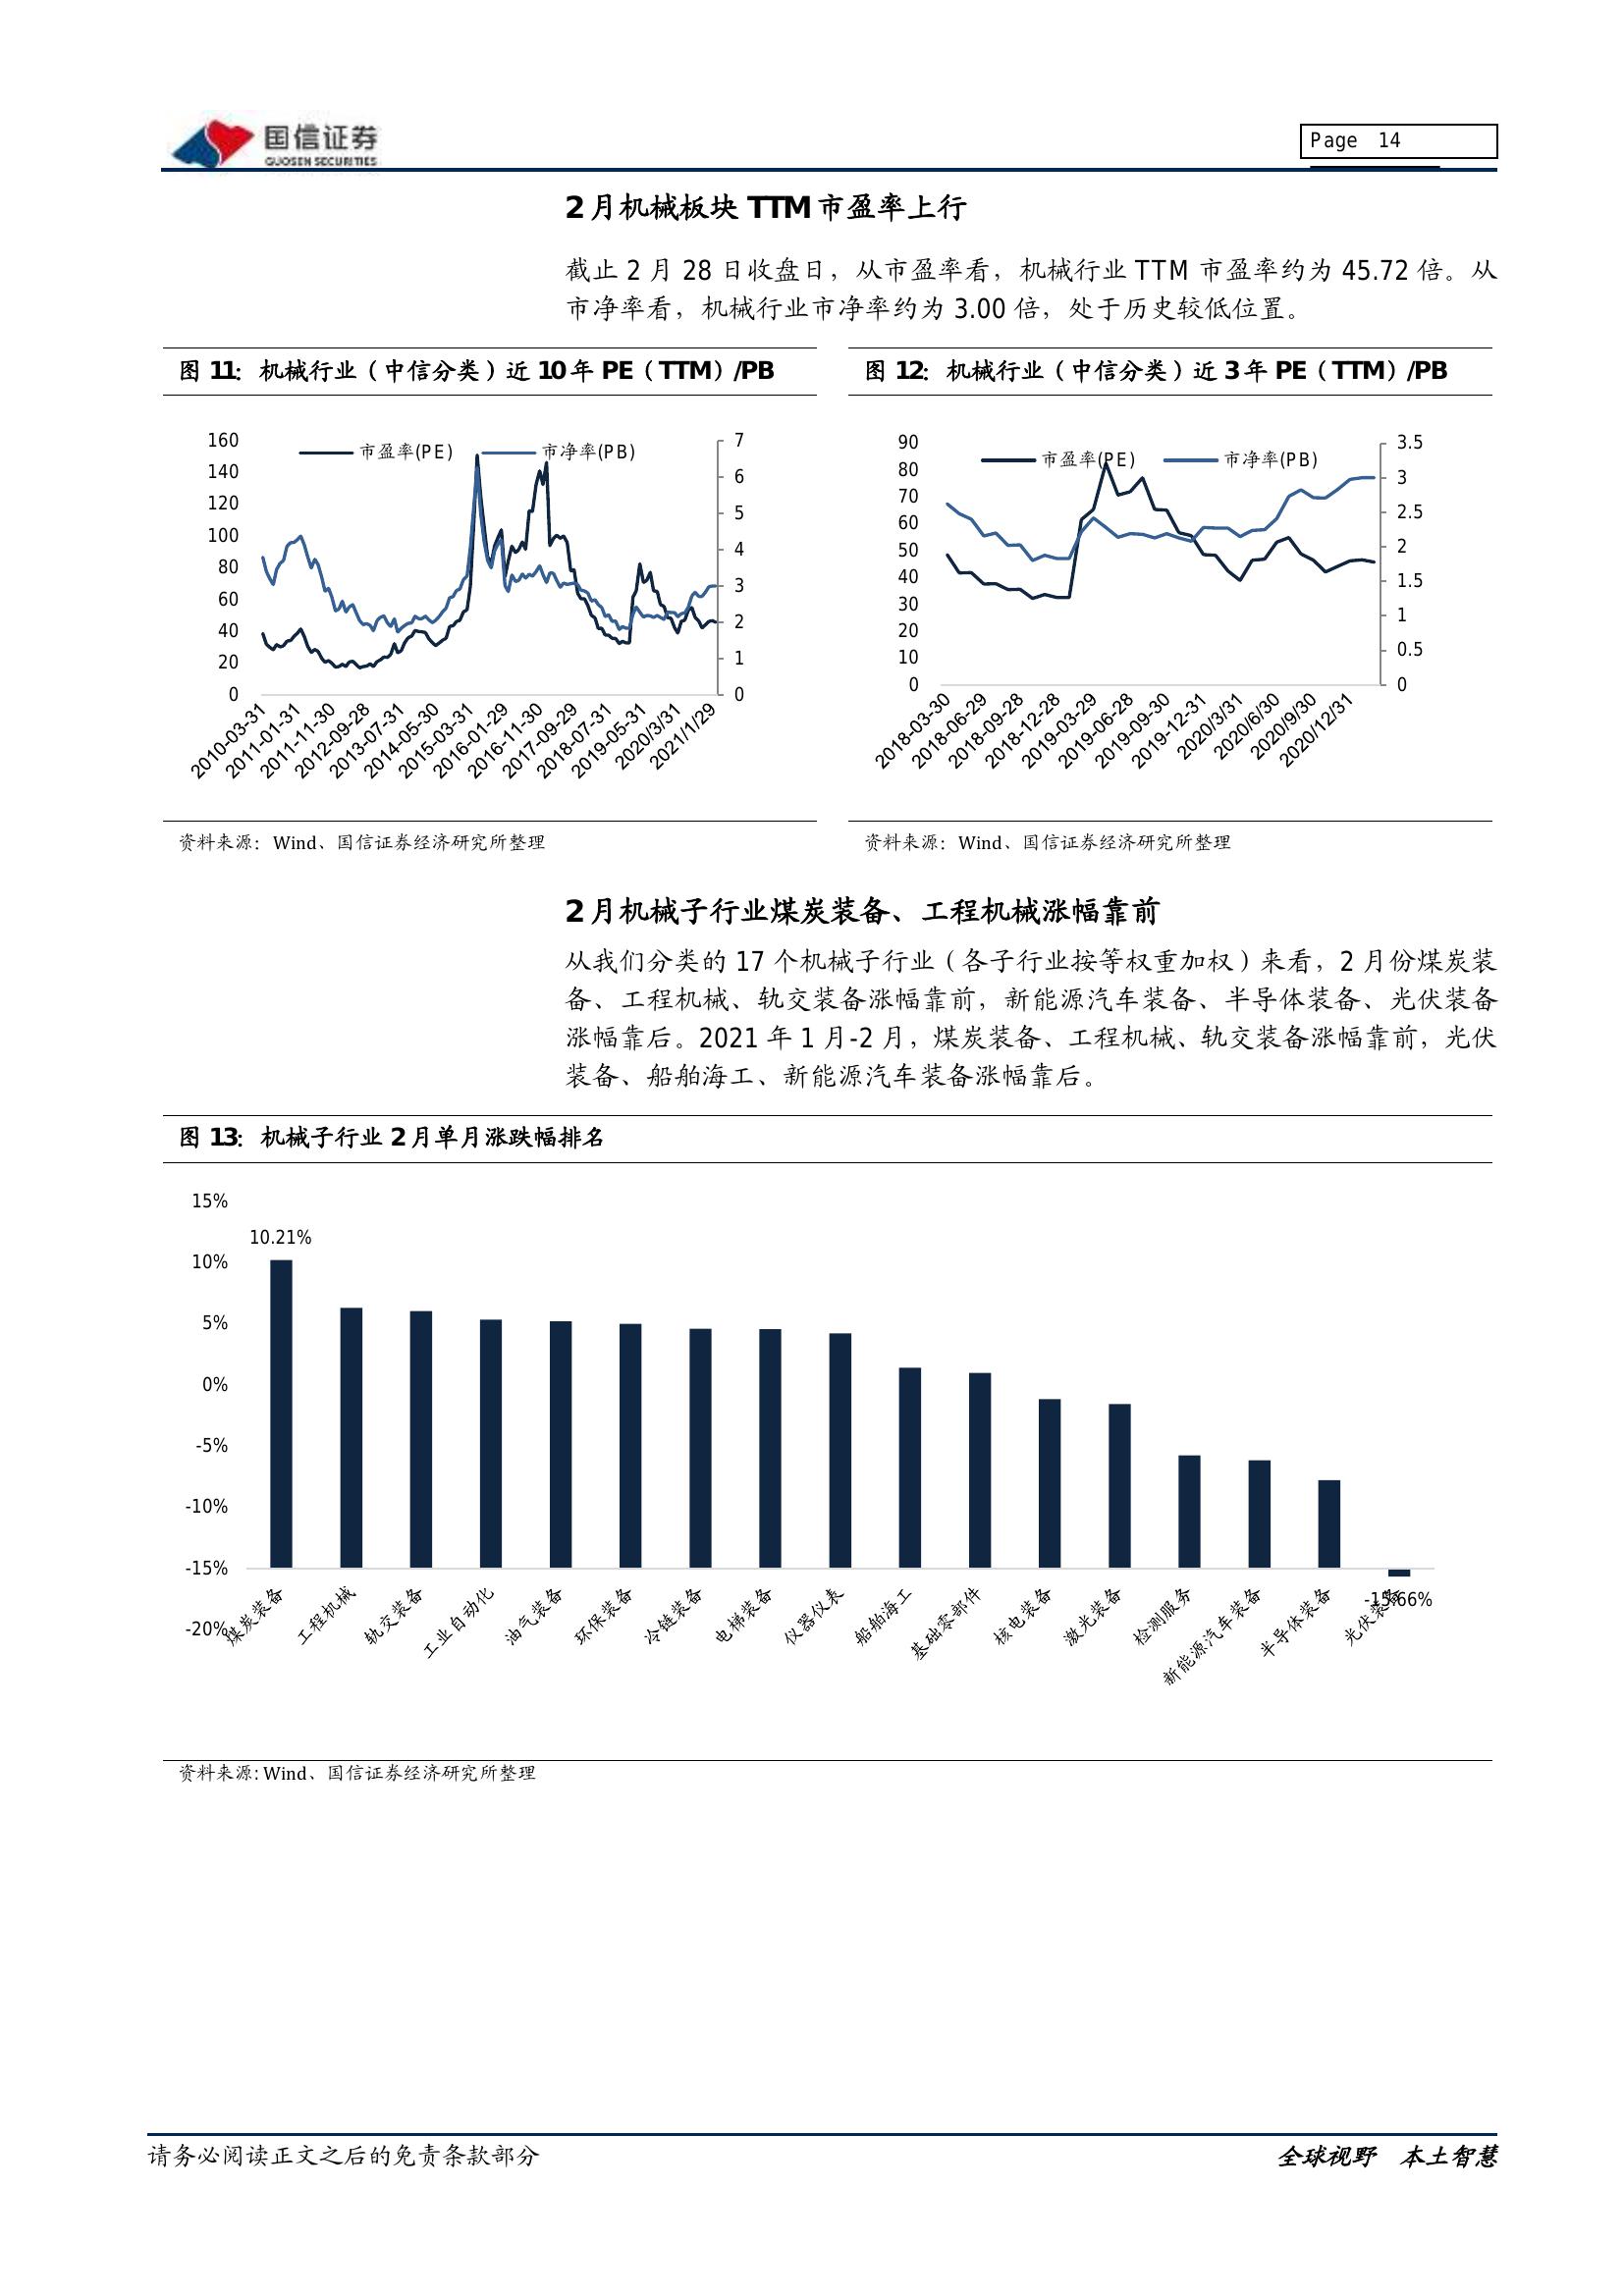 国信证券
GUOSEN SECURITIES
Page 14
2月机械板块 TTM 市盈率上行
截止 2 月 28 日收盘日，从市盈率看，机械行业 TTM 市盈率约为 45.72 倍。从
市净率看，机械行业市净率约为 3.00 倍，处于历史较低位置。
图 11：机械行业（中信分类）近 10 年 PE（TTM）/PB
160
140
120
100
80
60
40
20
0
市盈率(PE)
市净率(PB)
7
6
5
4
3
2
1
0
2010-03-31
2011-01-31
2011-11-30
2012-09-28
2013-07-31
2014-05-30
2015-03-31
2016-01-29
2016-11-30
2017-09-29
2018-07-31
2019-05-31
2020/3/31
2021/1/29
资料来源：Wind、国信证券经济研究所整理
图 12：机械行业（中信分类）近 3 年 PE（TTM）/PB
90
80
70
60
50
40
30
20
10
0
市盈率(PE)
市净率(PB)
3.5
3
2.5
2
1.5
1
0.5
0
2018-03-30
2018-06-29
2018-09-28
2018-12-28
2019-03-29
2019-06-28
2019-09-30
2019-12-31
2020/3/31
2020/6/30
2020/9/30
2020/12/31
资料来源：Wind、国信证券经济研究所整理
2月机械子行业煤炭装备、工程机械涨幅靠前
从我们分类的 17 个机械子行业（各子行业按等权重加权）来看，2 月份煤炭装
备、工程机械、轨交装备涨幅靠前，新能源汽车装备、半导体装备、光伏装备
涨幅靠后。2021 年 1 月-2 月，煤炭装备、工程机械、轨交装备涨幅靠前，光伏
装备、船舶海工、新能源汽车装备涨幅靠后。
图 13：机械子行业 2 月单月涨跌幅排名
15%
10%
5%
0%
-5%
-10%
-15%
-20%
10.21%
-15.66%
煤炭装备
工程机械
轨交装备
工业自动化
油气装备
环保装备
冷链装备
电梯装备
仪器仪表
船舶海工
基础零部件
核电装备
激光装备
检测服务
新能源汽车装备
半导体装备
光伏装备
资料来源: Wind、国信证券经济研究所整理
请务必阅读正文之后的免责条款部分
全球视野 本土智慧